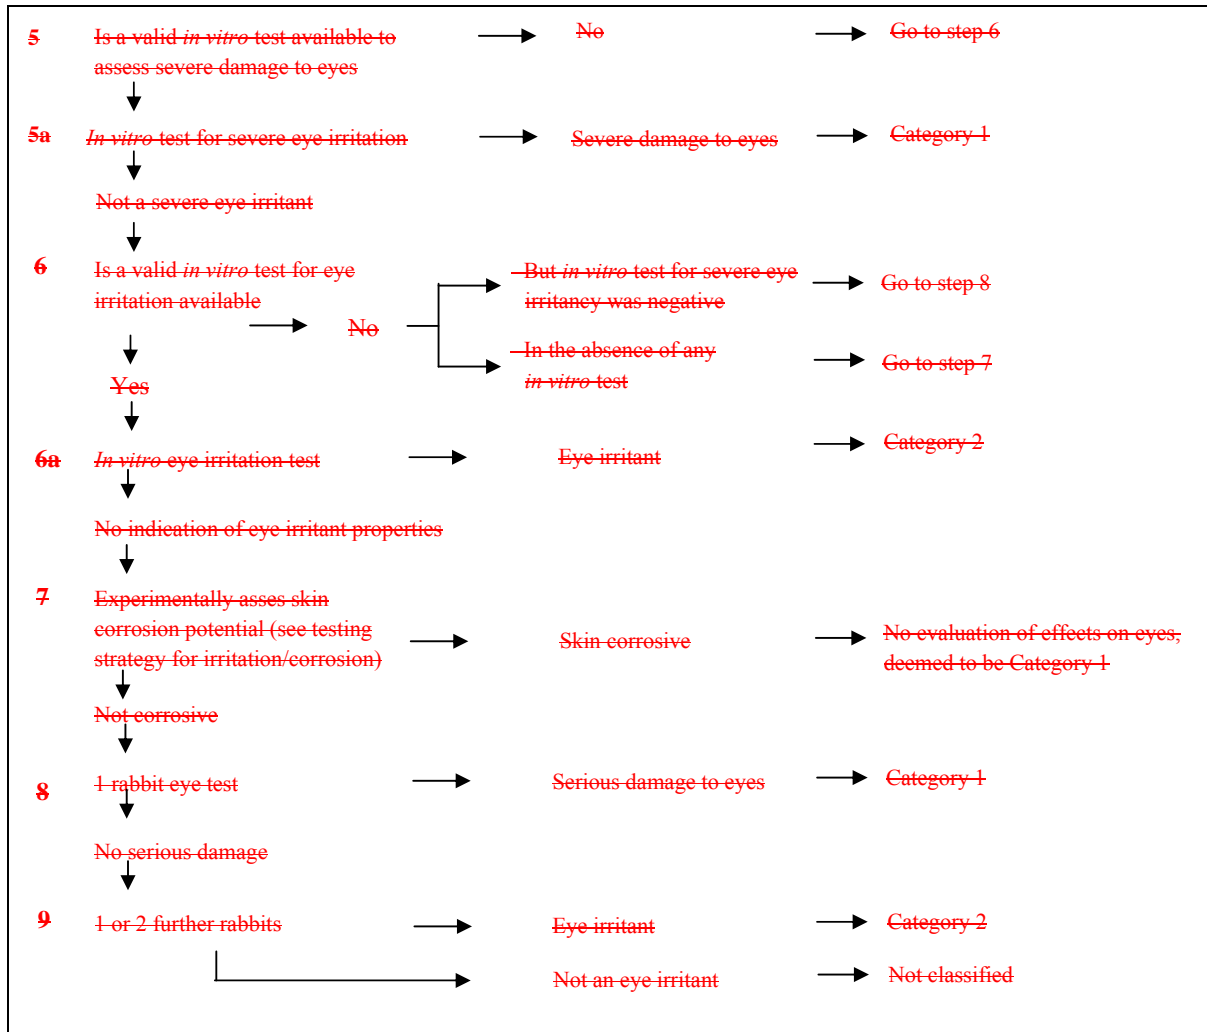 5 Is a valid in vitro test available to No Go to step 6
assess severe damage to eyes
5a In vitro test for severe eye irritation Severe damage to eyes Category 1
Not a severe eye irritant
6 Is a valid in vitro test for eye
irritation available
No
- But in vitro test for severe eye
irritancy was negative
Go to step 8
- In the absence of any
in vitro test
Go to step 7
Yes
6a In vitro eye irritation test Eye irritant Category 2
No indication of eye irritant properties
7 Experimentally asses skin
corrosion potential (see testing
strategy for irritation/corrosion)
Skin corrosive
No evaluation of effects on eyes;
deemed to be Category 1
Not corrosive
8 1 rabbit eye test Serious damage to eyes Category 1
No serious damage
9 1 or 2 further rabbits Eye irritant Category 2
Not an eye irritant Not classified